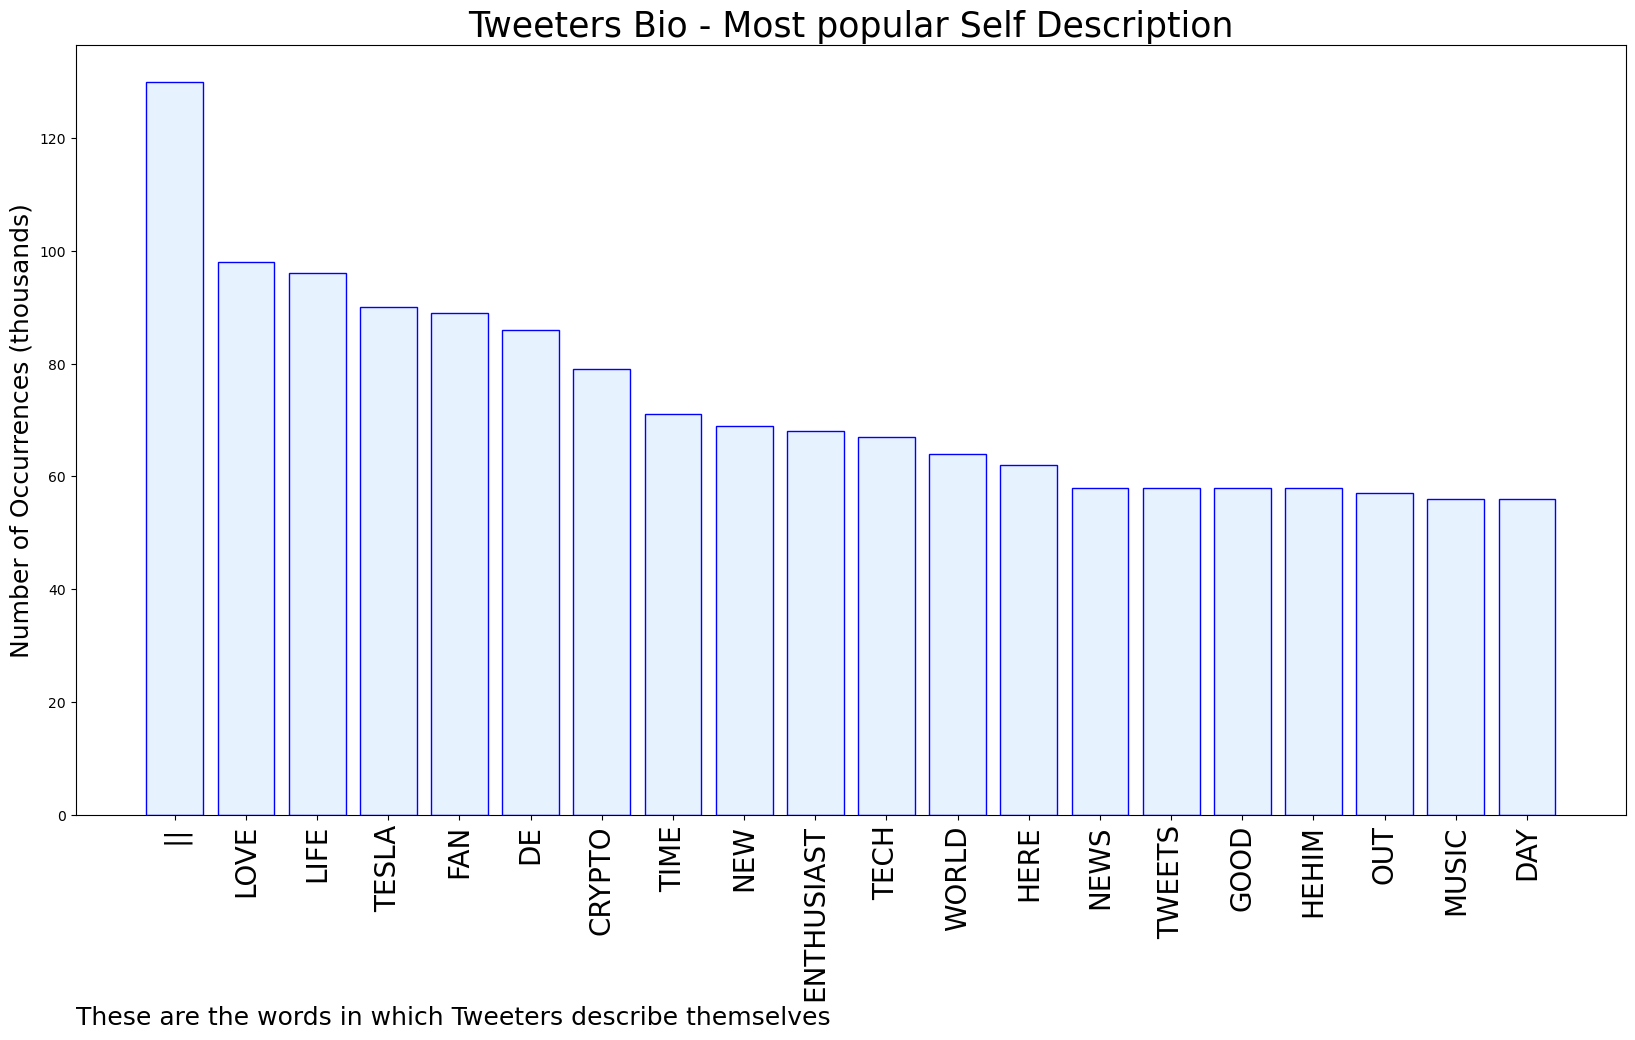 Tweeters Bio - Most popular Self Description
Number of Occurrences (thousands)
120
100
80
60
40
20
0
||
LOVE
LIFE
TESLA
FAN
DE
CRYPTO
TIME
NEW
ENTHUSIAST
TECH
WORLD
HERE
NEWS
TWEETS
GOOD
HEHIM
OUT
MUSIC
DAY
These are the words in which Tweeters describe themselves